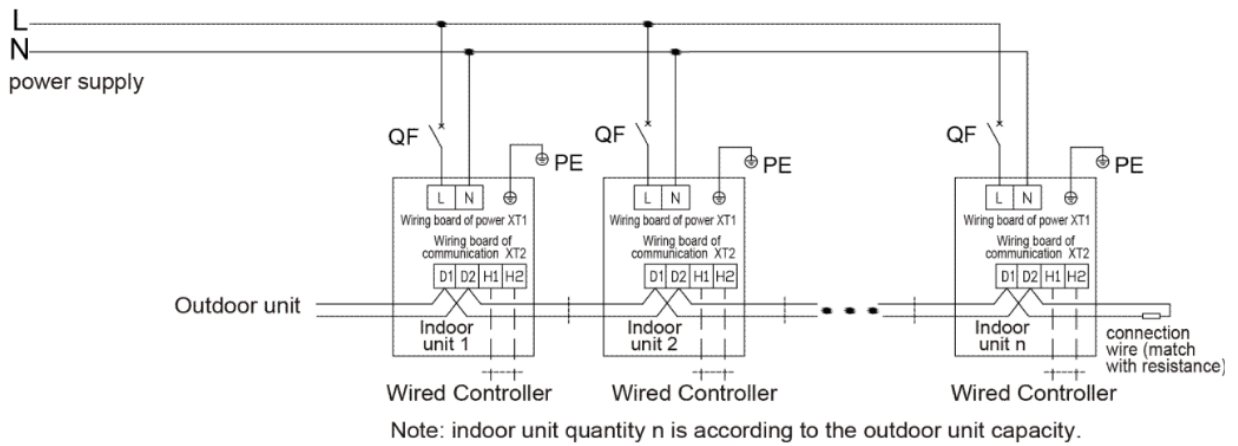 L
N
power supply
QF
PE
QF
PE
QF
PE
L N
Wiring board of power XT1
Wiring board of
communication XT2
D1 D2 H1 H2
L N
Wiring board of power XT1
Wiring board of
communication XT2
D1 D2 H1 H2
L N
Wiring board of power XT1
Wiring board of
communication XT2
D1 D2 H1 H2
Outdoor unit
Indoor
unit 1
Indoor
unit 2
Indoor
unit n
connection
wire (match
with resistance)
Wired Controller
Wired Controller
Wired Controller
Note: indoor unit quantity n is according to the outdoor unit capacity.